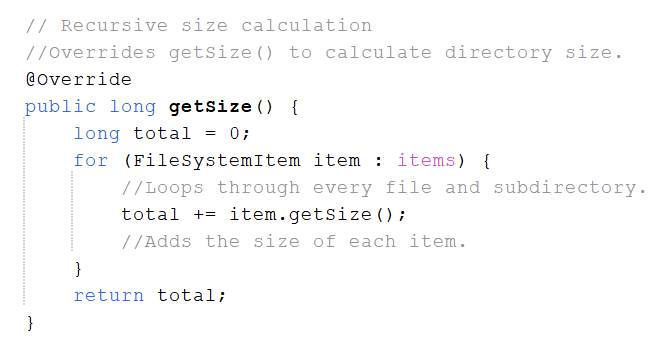 // Recursive size calculation
//Overrides getSize() to calculate directory size.
@Override
public long getSize() {
    long total = 0;
    for (FileSystemItem item : items) {
        //Loops through every file and subdirectory.
        total += item.getSize();
        //Adds the size of each item.
    }
    return total;
}